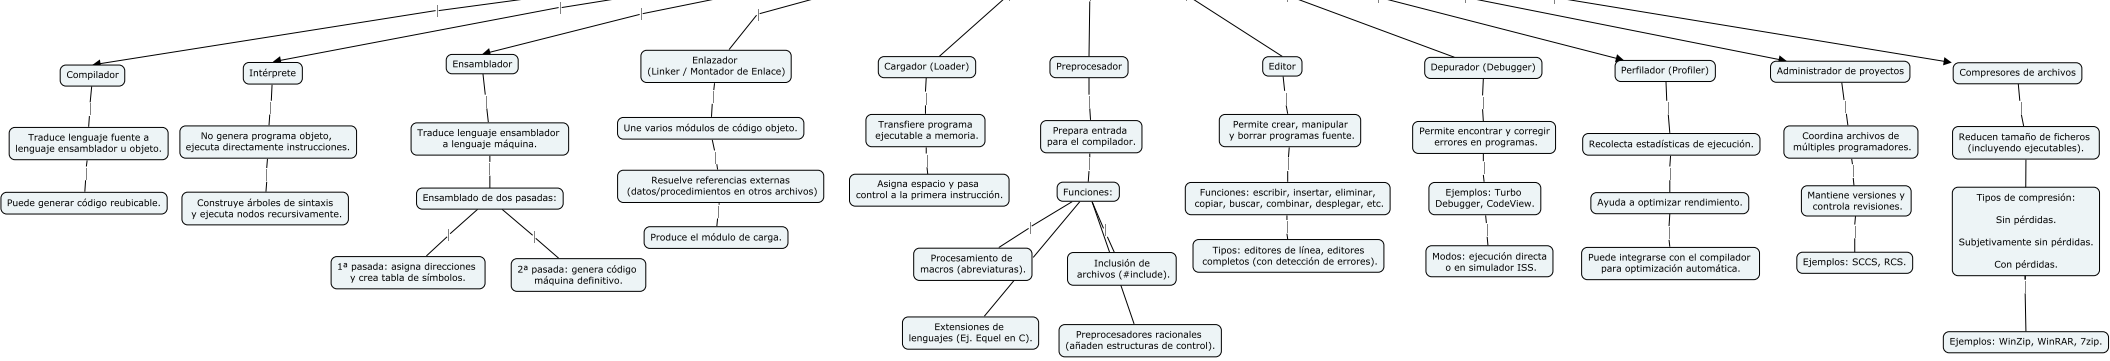 Compilador
Traduce lenguaje fuente a
lenguaje ensamblador u objeto.
Puede generar código reubicable.
Intérprete
No genera programa objeto,
ejecuta directamente instrucciones.
Construye árboles de sintaxis
y ejecuta nodos recursivamente.
Ensamblador
Traduce lenguaje ensamblador
a lenguaje máquina.
Ensamblado de dos pasadas:
1ª pasada: asigna direcciones
y crea tabla de símbolos.
2ª pasada: genera código
máquina definitivo.
Enlazador
(Linker / Montador de Enlace)
Une varios módulos de código objeto.
Resuelve referencias externas
(datos/procedimientos en otros archivos)
Produce el módulo de carga.
Cargador (Loader)
Transfiere programa
ejecutable a memoria.
Asigna espacio y pasa
control a la primera instrucción.
Preprocesador
Prepara entrada
para el compilador.
Funciones:
Procesamiento de
macros (abreviaturas).
Inclusión de
archivos (#include).
Extensiones de
lenguajes (Ej. Equel en C).
Preprocesadores racionales
(añaden estructuras de control).
Editor
Permite crear, manipular
y borrar programas fuente.
Funciones: escribir, insertar, eliminar,
copiar, buscar, combinar, desplegar, etc.
Tipos: editores de línea, editores
completos (con detección de errores).
Depurador (Debugger)
Permite encontrar y corregir
errores en programas.
Ejemplos: Turbo
Debugger, CodeView.
Modos: ejecución directa
o en simulador ISS.
Perfilador (Profiler)
Recolecta estadísticas de ejecución.
Ayuda a optimizar rendimiento.
Puede integrarse con el compilador
para optimización automática.
Administrador de proyectos
Coordina archivos de
múltiples programadores.
Mantiene versiones y
controla revisiones.
Ejemplos: SCCS, RCS.
Compresores de archivos
Reducen tamaño de ficheros
(incluyendo ejecutables).
Tipos de compresión:
Sin pérdidas.
Subjetivamente sin pérdidas.
Con pérdidas.
Ejemplos: WinZip, WinRAR, 7zip.